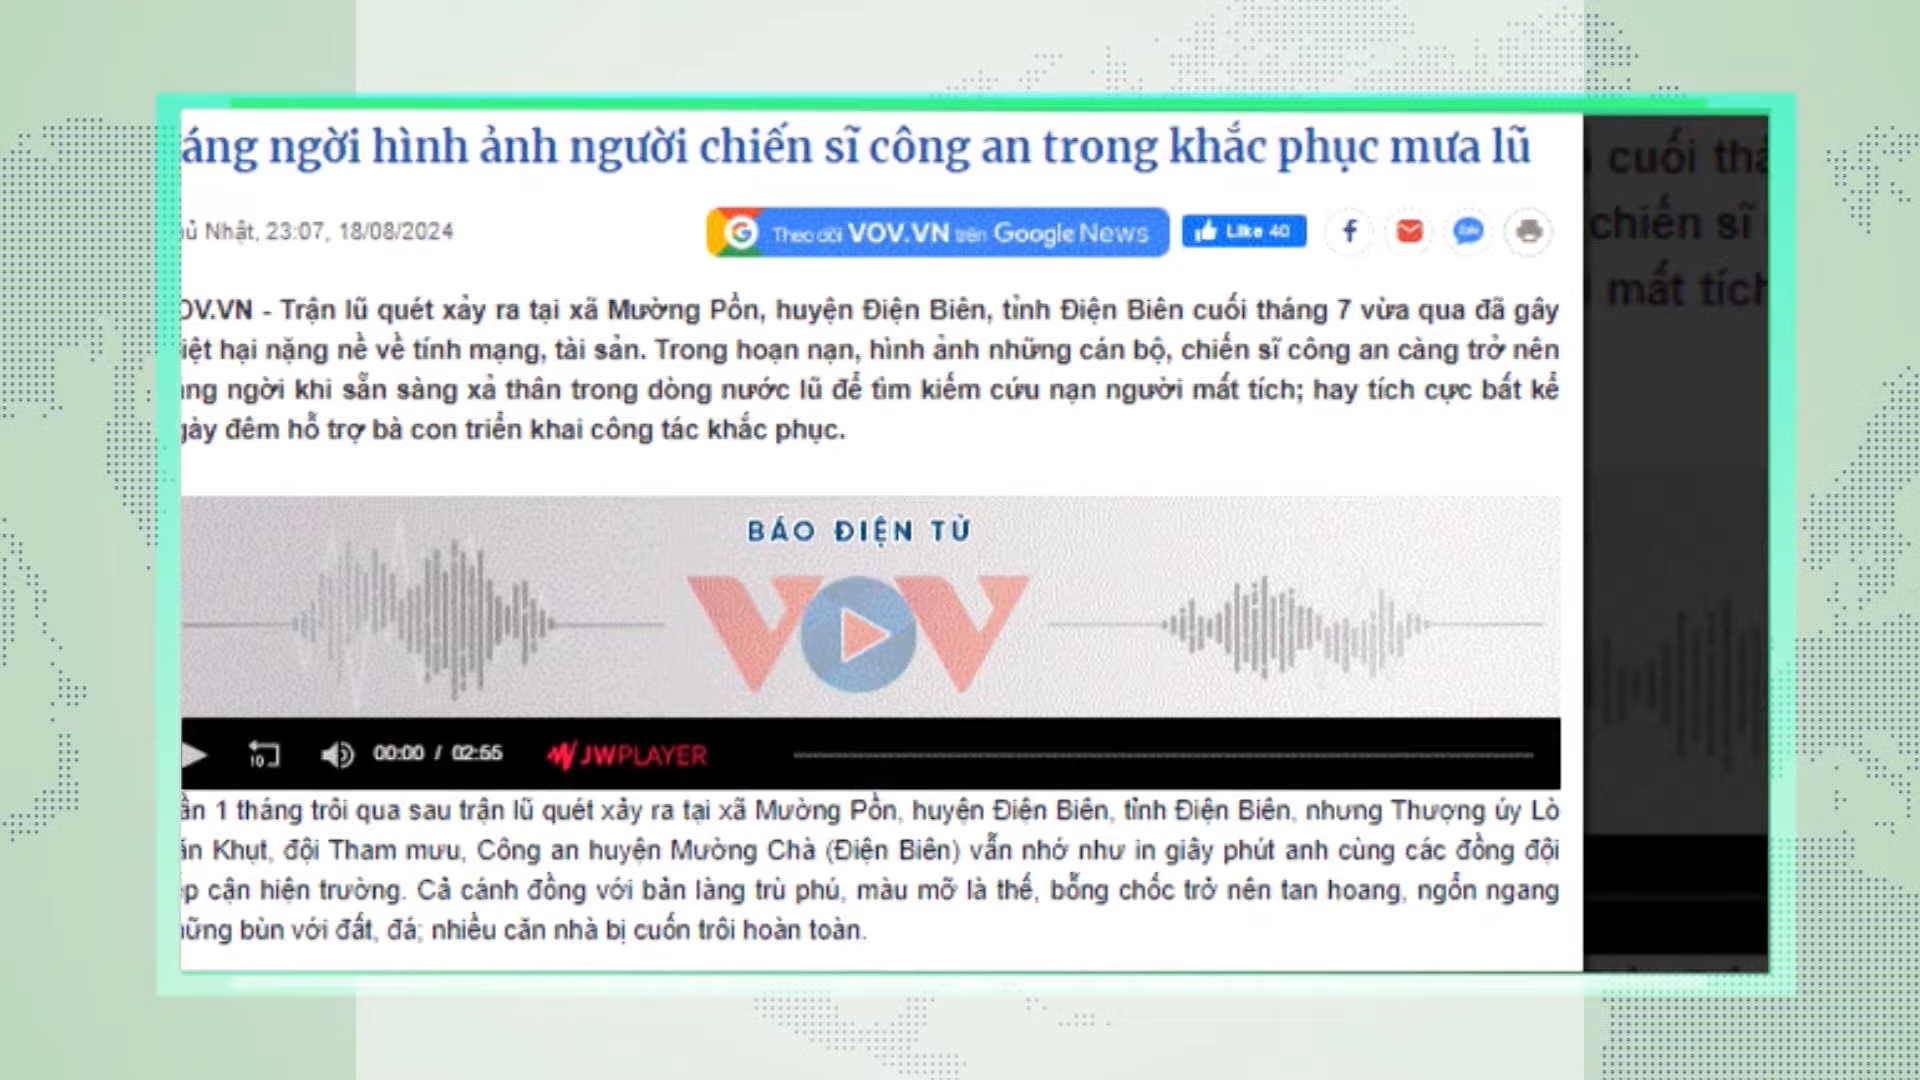 áng ngời hình ảnh người chiến sĩ công an trong khắc phục mưa lũ
ủ Nhật, 23:07, 18/08/2024
Theo dõi VOV.VN trên Google News
Like 40
Zalo
OV.VN - Trận lũ quét xảy ra tại xã Mường Pồn, huyện Điện Biên, tỉnh Điện Biên cuối tháng 7 vừa qua đã gây
iệt hại nặng nề về tính mạng, tài sản. Trong hoạn nạn, hình ảnh những cán bộ, chiến sĩ công an càng trở nên
ng ngời khi sẵn sàng xả thân trong dòng nước lũ để tìm kiếm cứu nạn người mất tích; hay tích cực bất kể
gày đêm hỗ trợ bà con triển khai công tác khắc phục.
cuối thá
chiến sĩ
mất tích
BÁO ĐIỆN TỬ
VOV
10
00:00 / 02:55
JWPLAYER
ần 1 tháng trôi qua sau trận lũ quét xảy ra tại xã Mường Pồn, huyện Điện Biên, tỉnh Điện Biên, nhưng Thượng úy Lò
ăn Khụt, đội Tham mưu, Công an huyện Mường Chà (Điện Biên) vẫn nhớ như in giây phút anh cùng các đồng đội
ếp cận hiện trường. Cả cánh đồng với bản làng trù phú, màu mỡ là thế, bỗng chốc trở nên tan hoang, ngổn ngang
hững bùn với đất, đá; nhiều căn nhà bị cuốn trôi hoàn toàn.